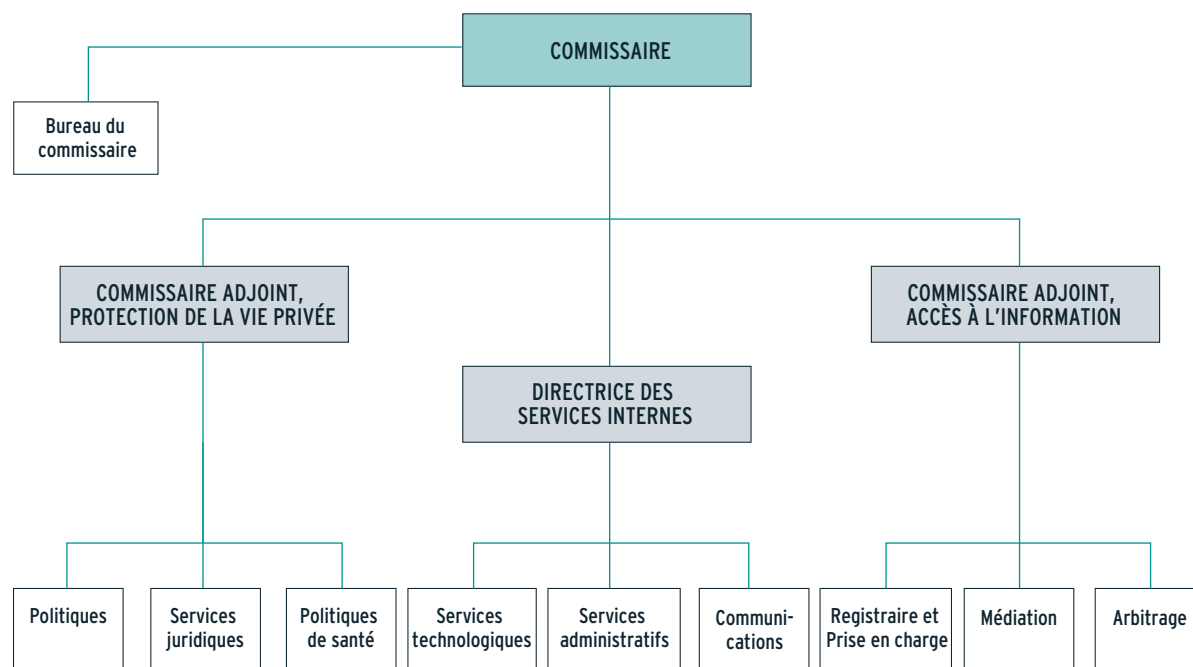 COMMISSAIRE
Bureau du
commissaire
COMMISSAIRE ADJOINT,
PROTECTION DE LA VIE PRIVÉE
COMMISSAIRE ADJOINT,
ACCÈS À L'INFORMATION
DIRECTRICE DES
SERVICES INTERNES
Politiques
Services
juridiques
Politiques
de santé
Services
technologiques
Services
administratifs
Communi-
cations
Registraire et
Prise en charge
Médiation
Arbitrage